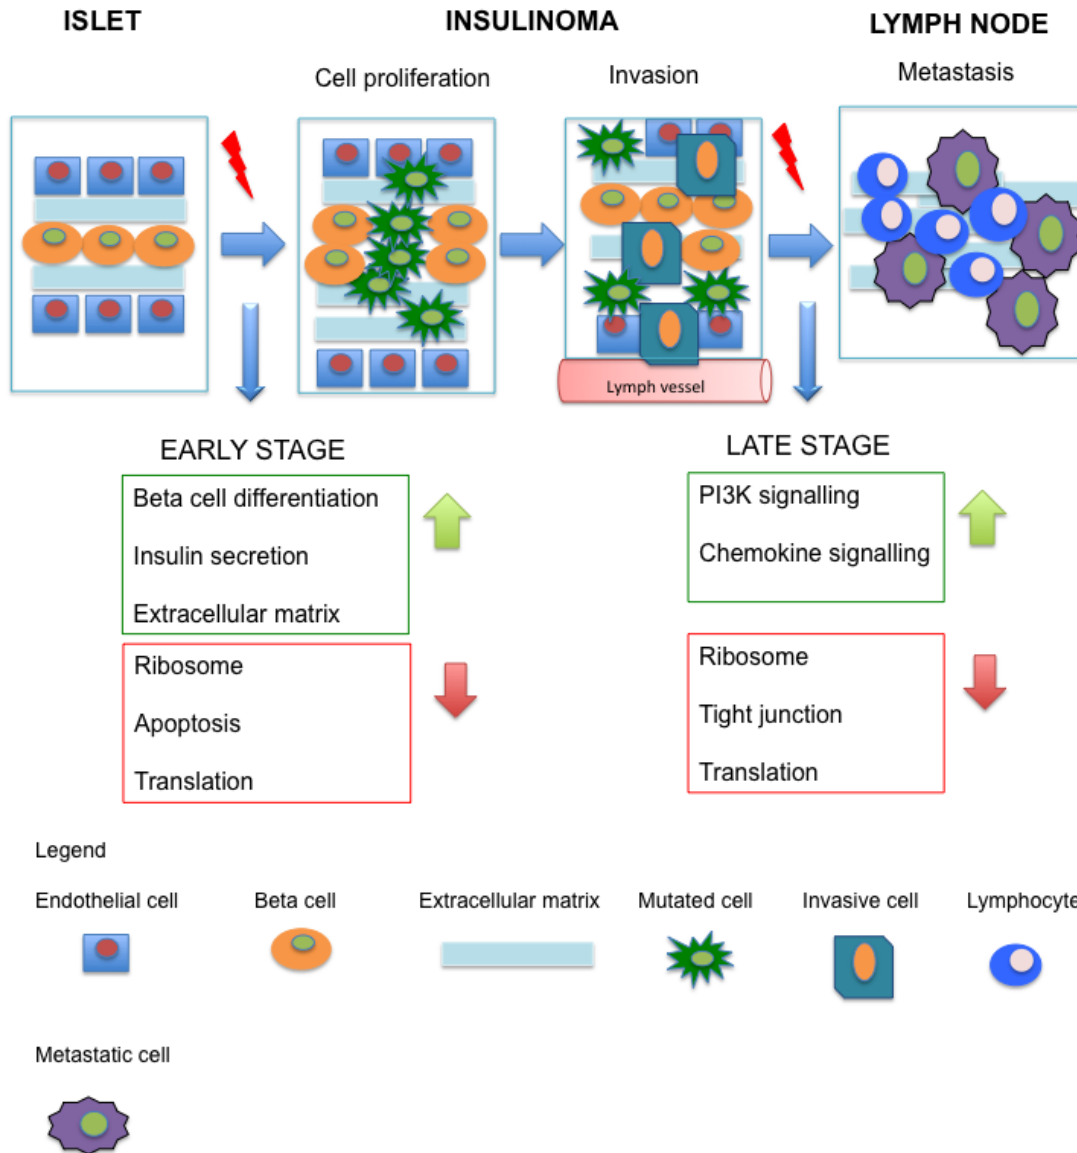 ISLET
INSULINOMA
LYMPH NODE
Cell proliferation
Invasion
Metastasis
Lymph vessel
EARLY STAGE
Beta cell differentiation
Insulin secretion
Extracellular matrix
Ribosome
Apoptosis
Translation
LATE STAGE
PI3K signalling
Chemokine signalling
Ribosome
Tight junction
Translation
Legend
Endothelial cell
Beta cell
Extracellular matrix
Mutated cell
Invasive cell
Lymphocyte
Metastatic cell